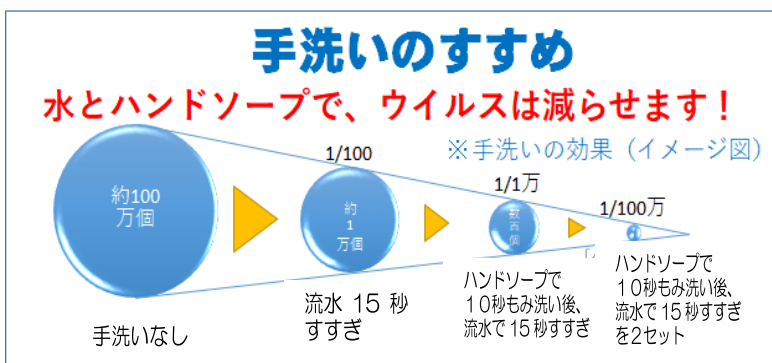 手洗いのすすめ
水とハンドソープで、ウイルスは減らせます！
※手洗いの効果（イメージ図）
約100
万個
手洗いなし
1/100
約
1
万個
流水 15 秒
すすぎ
1/1万
数
百
個
ハンドソープで
１０秒もみ洗い後、
流水で15秒すすぎ
1/100万
ハンドソープで
１０秒もみ洗い後、
流水で15秒すすぎ
を2セット